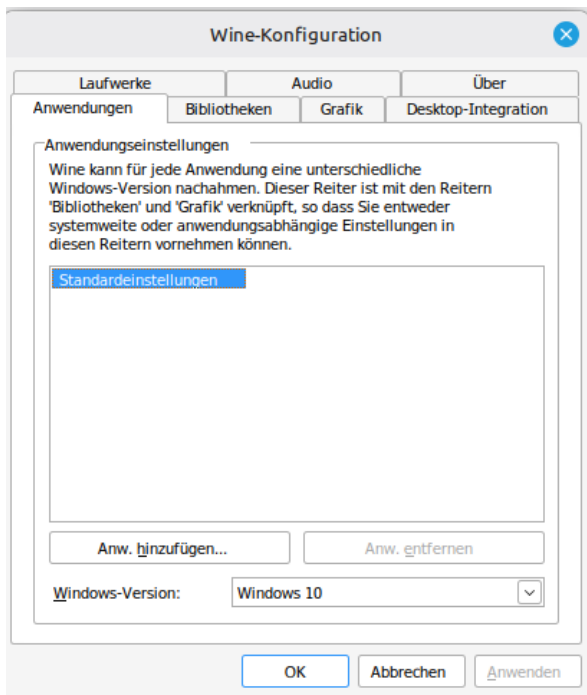 Wine-Konfiguration
Laufwerke
Audio
Über
Anwendungen
Bibliotheken
Grafik
Desktop-Integration
Anwendungseinstellungen
Wine kann für jede Anwendung eine unterschiedliche
Windows-Version nachahmen. Dieser Reiter ist mit den Reitern
'Bibliotheken' und 'Grafik' verknüpft, so dass Sie entweder
systemweite oder anwendungsabhängige Einstellungen in
diesen Reitern vornehmen können.
Standardeinstellungen
Anw. hinzufügen...
Anw. entfernen
Windows-Version:
Windows 10
OK
Abbrechen
Anwenden